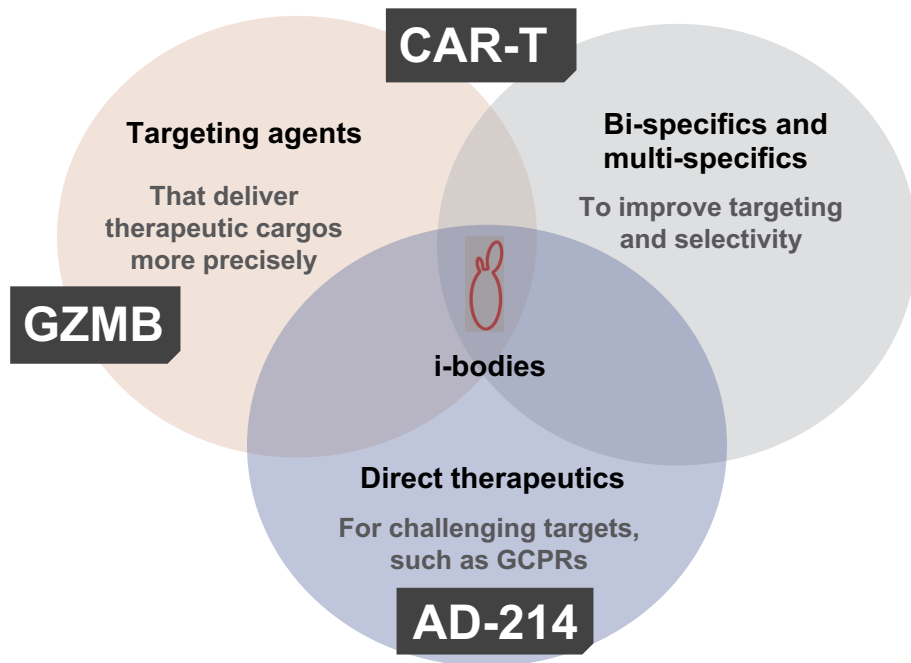 CAR-T
Targeting agents
That deliver
therapeutic cargos
more precisely
Bi-specifics and
multi-specifics
To improve targeting
and selectivity
GZMB
i-bodies
Direct therapeutics
For challenging targets,
such as GCPRs
AD-214